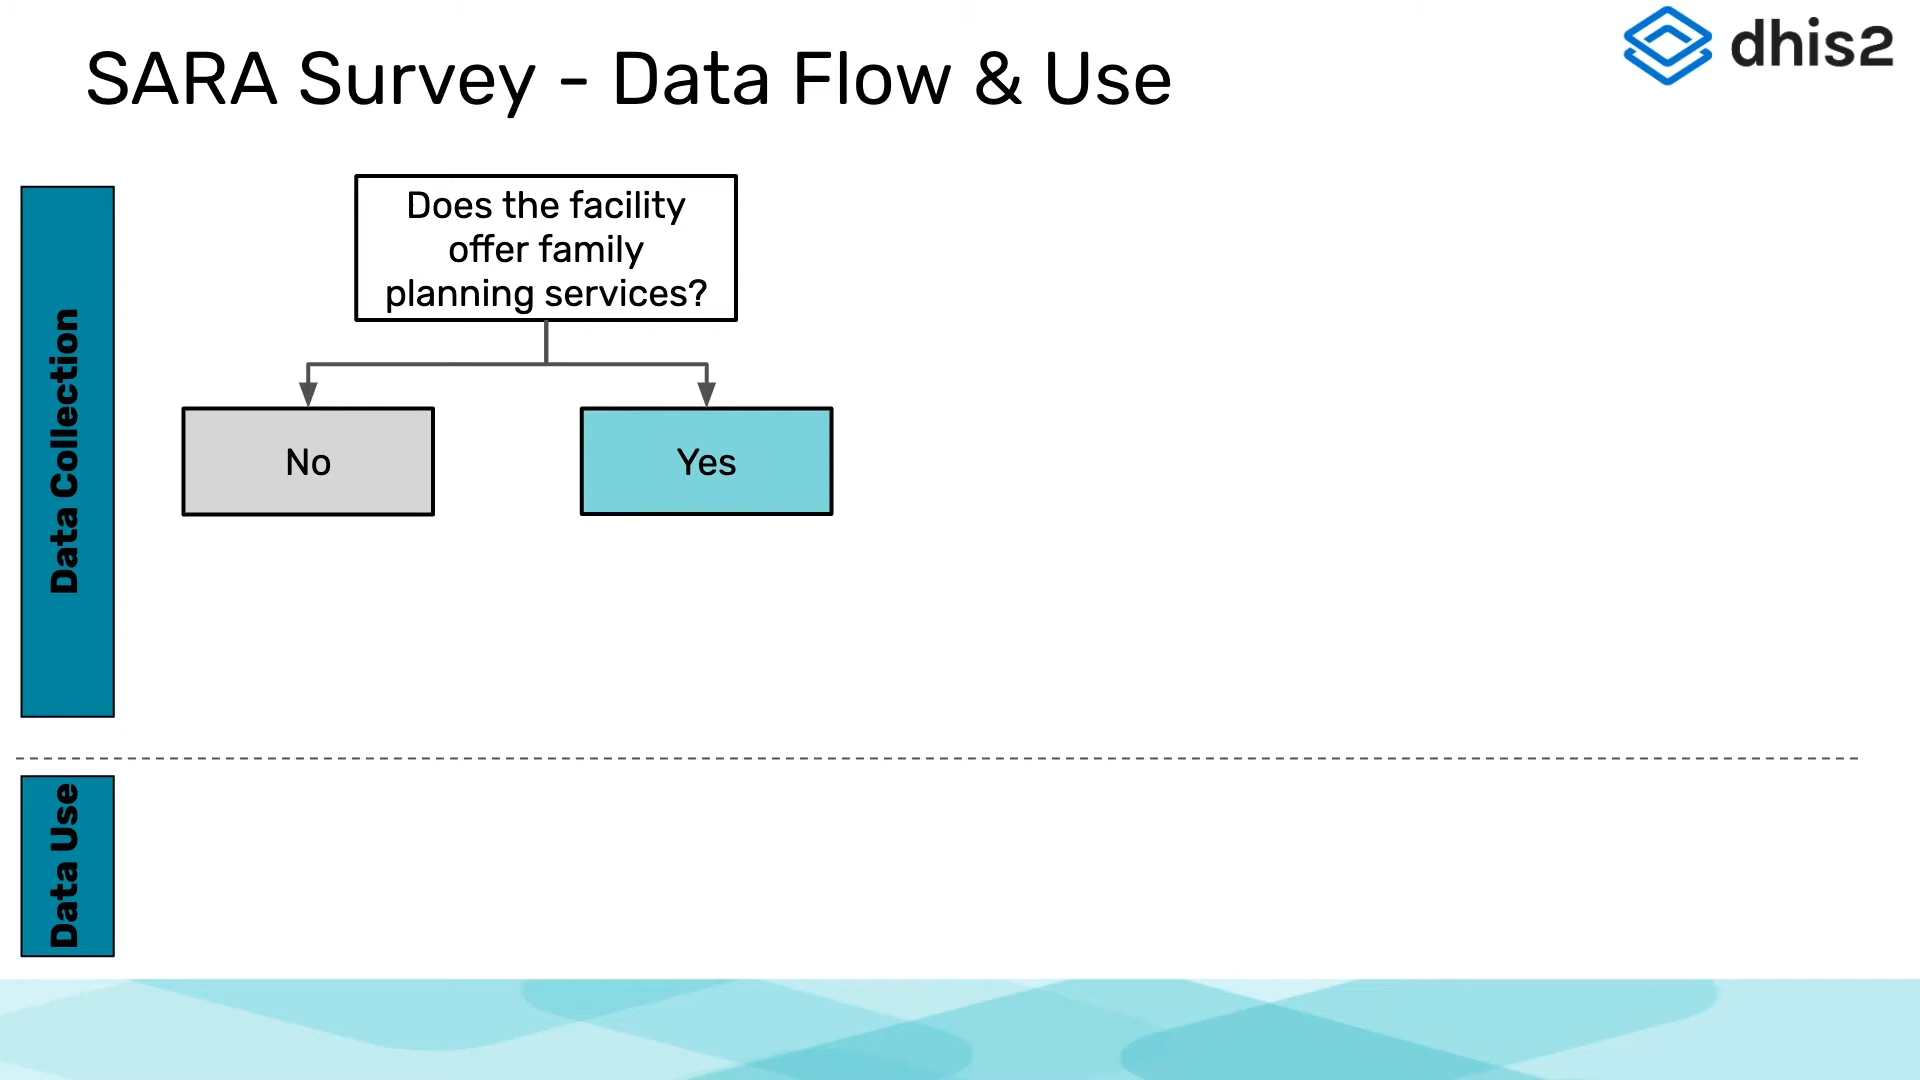 SARA Survey - Data Flow & Use
dhis2
Does the facility
offer family
planning services?
No
Yes
Data Collection
Data Use